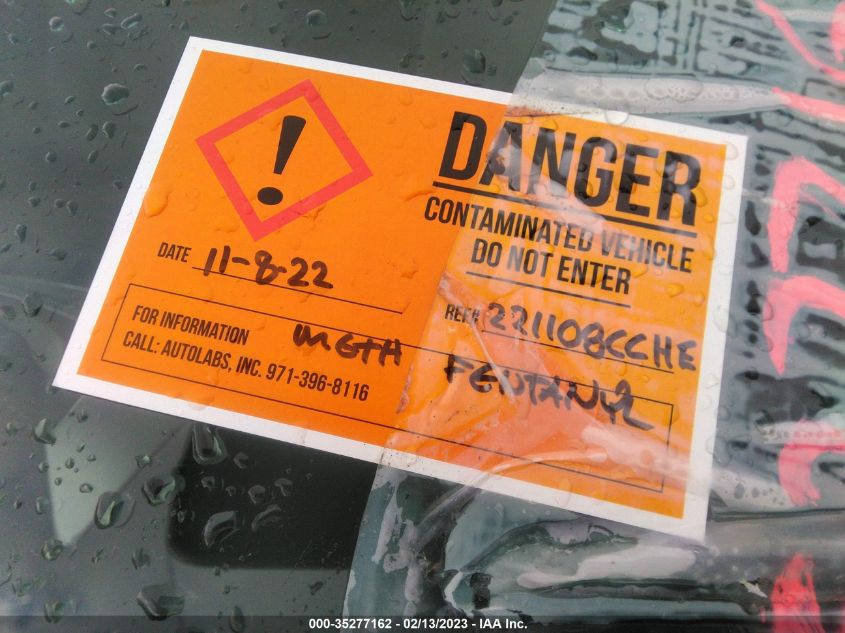 !
DANGER
CONTAMINATED VEHICLE
DO NOT ENTER
DATE 11-8-22
REF# 221108CCHE
FOR INFORMATION
CALL: AUTOLABS, INC. 971-396-8116
METH
FENTANYL
000-35277162 - 02/13/2023 - IAA Inc.